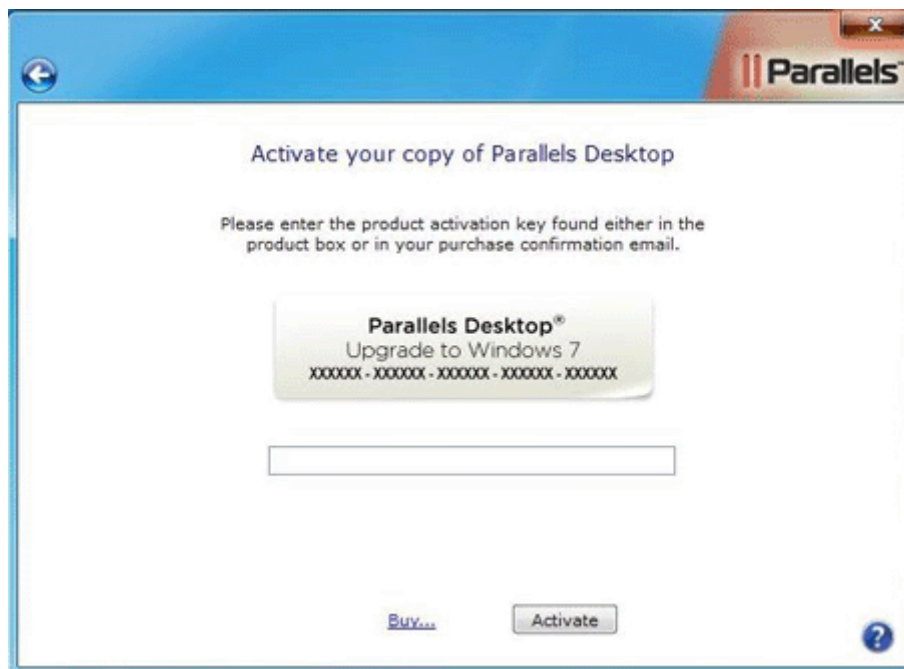 Parallels™
Activate your copy of Parallels Desktop
Please enter the product activation key found either in the
product box or in your purchase confirmation email.
Parallels Desktop®
Upgrade to Windows 7
XXXXXX - XXXXXX - XXXXXX - XXXXXX - XXXXXX
Buy...
Activate